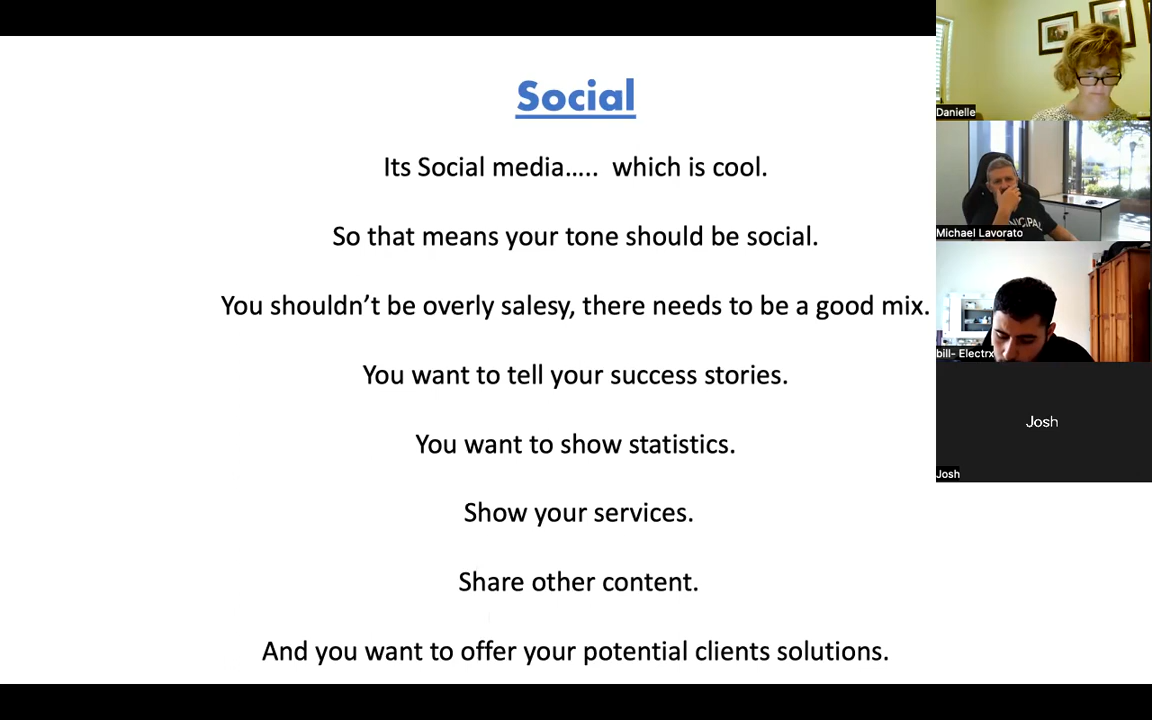 Social
Its Social media..... which is cool.
So that means your tone should be social.
You shouldn’t be overly salesy, there needs to be a good mix.
You want to tell your success stories.
You want to show statistics.
Show your services.
Share other content.
And you want to offer your potential clients solutions.
Danielle
Michael Lavorato
bill- Electrx
Josh
Josh